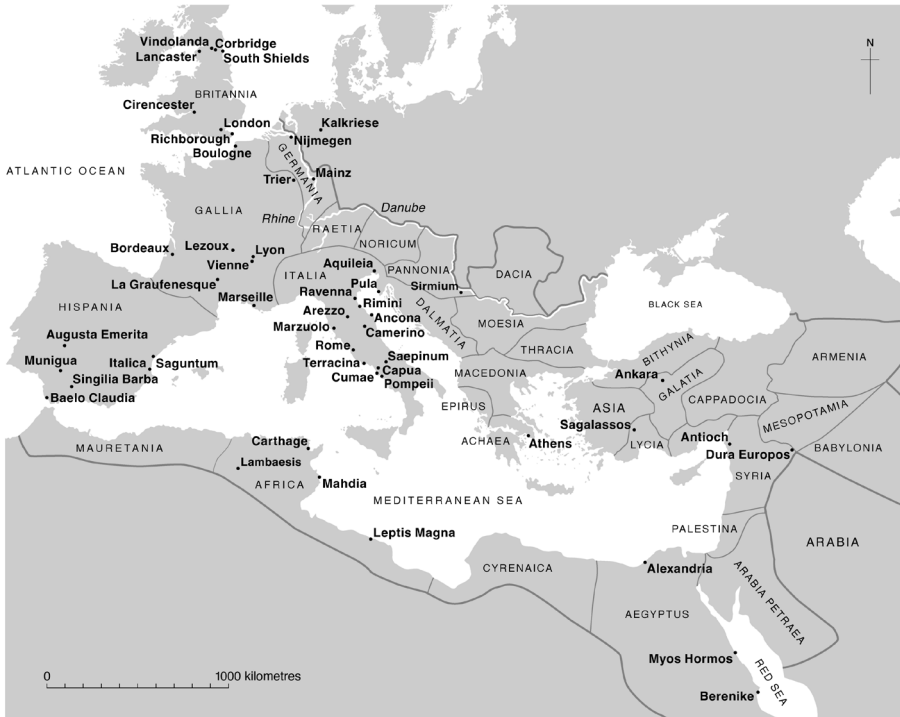 Vindolanda
Corbridge
Lancaster
South Shields
N
BRITANNIA
Cirencester
London
Kalkriese
Richborough
Nijmegen
Boulogne
ATLANTIC OCEAN
GERMANIA
Trier
Mainz
GALLIA
Rhine
Danube
RAETIA
NORICUM
Bordeaux
Lezoux
Lyon
Vienne
Aquileia
PANNONIA
DACIA
ITALIA
La Graufenesque
Pula
Sirmium
Marseille
Ravenna
Rimini
BLACK SEA
HISPANIA
Arezzo
Ancona
DALMATIA
MOESIA
Marzuolo
Camerino
Augusta Emerita
Rome
THRACIA
BITHYNIA
ARMENIA
Munigua
Italica
Saguntum
Terracina
Saepinum
MACEDONIA
Ankara
GALATIA
Singilia Barba
Cumae
Capua
Pompeii
Baelo Claudia
EPIRUS
ASIA
CAPPADOCIA
MESOPOTAMIA
Sagalassos
MAURETANIA
Carthage
ACHAEA
Athens
LYCIA
Antioch
Dura Europos
BABYLONIA
Lambaesis
AFRICA
Mahdia
SYRIA
MEDITERRANEAN SEA
Leptis Magna
PALESTINA
ARABIA
CYRENAICA
Alexandria
ARABIA PETRAEA
AEGYPTUS
Myos Hormos
RED SEA
0
1000 kilometres
Berenike